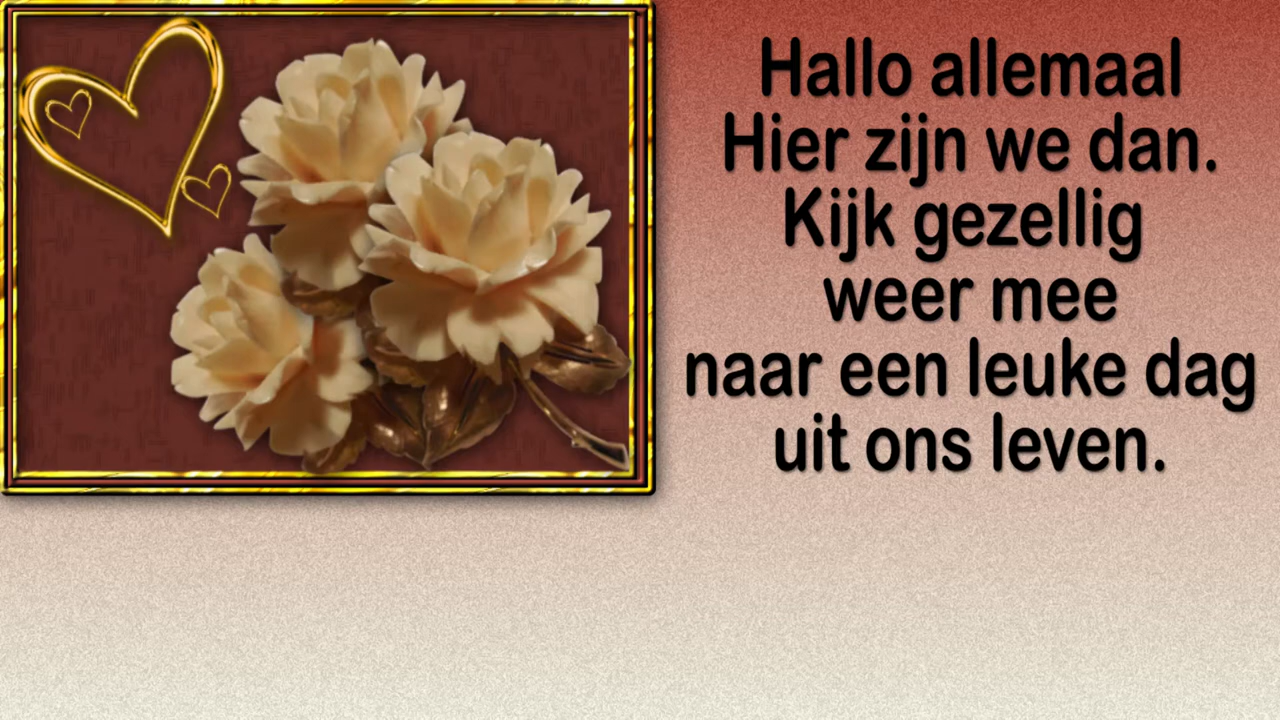 Hallo allemaal
Hier zijn we dan.
Kijk gezellig
weer mee
naar een leuke dag
uit ons leven.